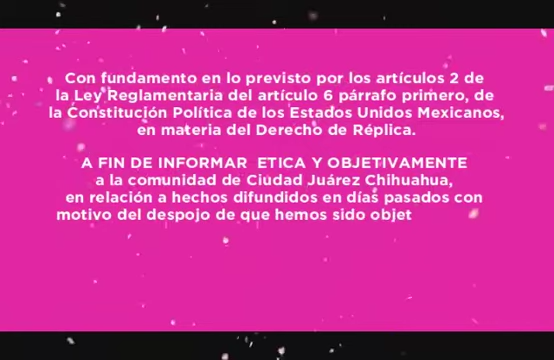 Con fundamento en lo previsto por los artículos 2 de
la Ley Reglamentaria del artículo 6 párrafo primero, de
la Constitución Política de los Estados Unidos Mexicanos,
en materia del Derecho de Réplica.
A FIN DE INFORMAR ETICA Y OBJETIVAMENTE
a la comunidad de Ciudad Juárez Chihuahua,
en relación a hechos difundidos en días pasados con
motivo del despojo de que hemos sido objet